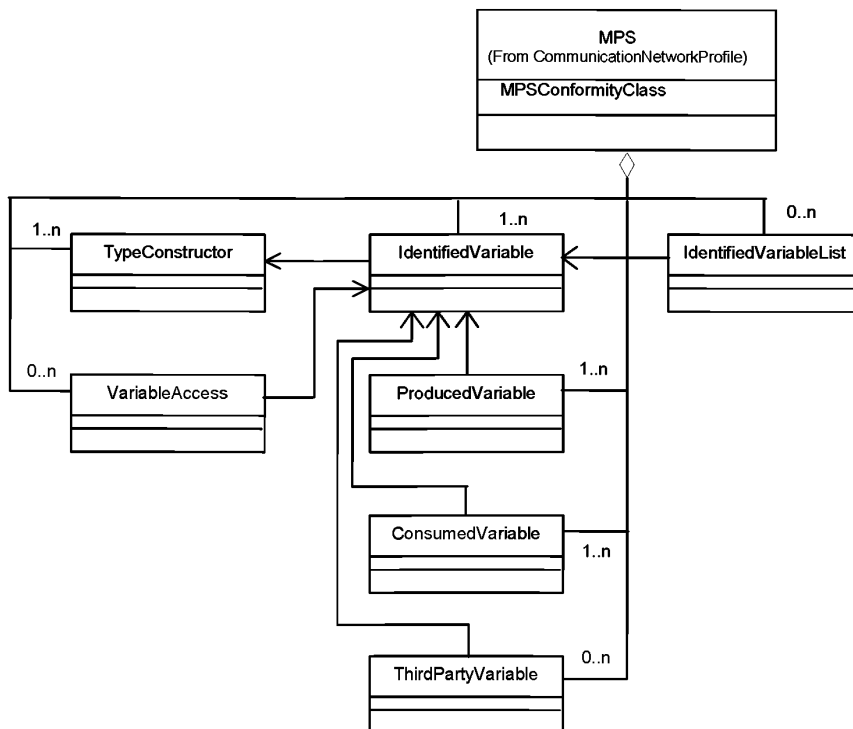 MPS
(From CommunicationNetworkProfile)
MPSConformityClass
1..n
1..n
0..n
TypeConstructor
IdentifiedVariable
IdentifiedVariableList
0..n
VariableAccess
ProducedVariable
1..n
ConsumedVariable
1..n
0..n
ThirdPartyVariable